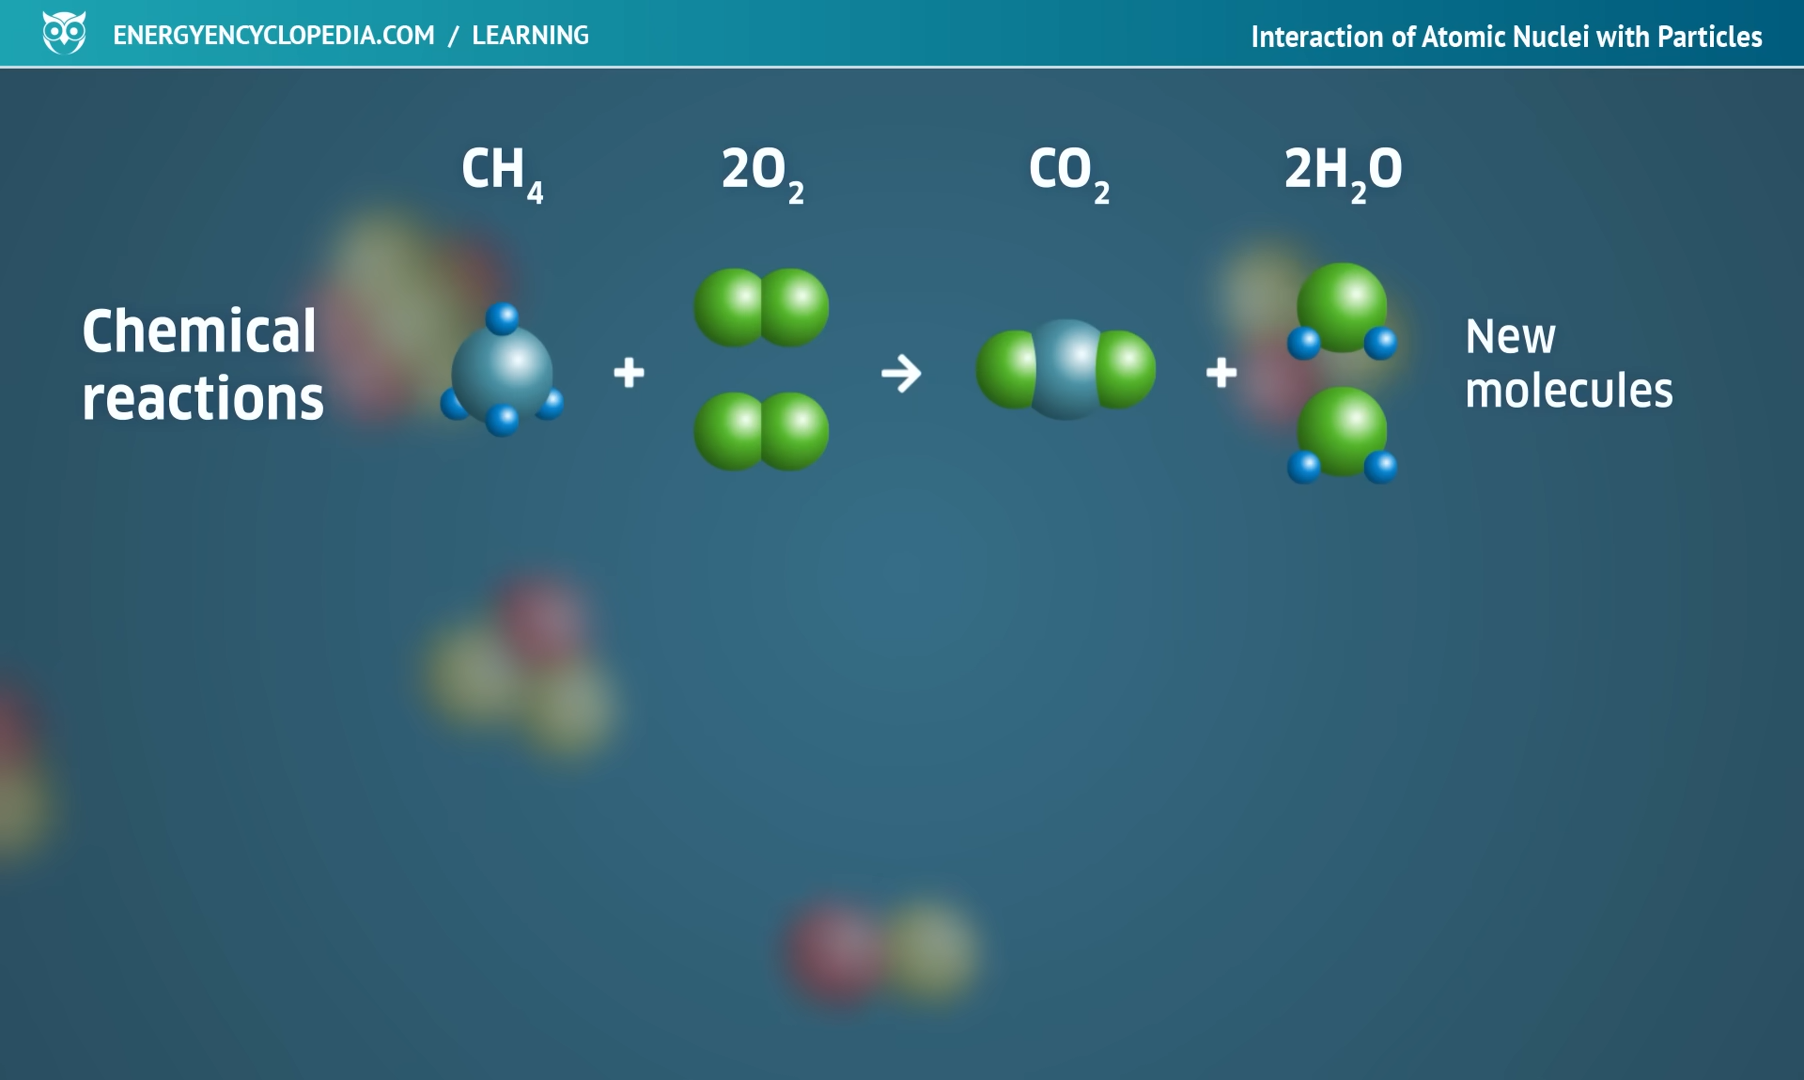 ENERGYENCYCLOPEDIA.COM / LEARNING
Interaction of Atomic Nuclei with Particles
CH₄ 2O₂ CO₂ 2H₂O
Chemical
reactions
+ → +
New
molecules